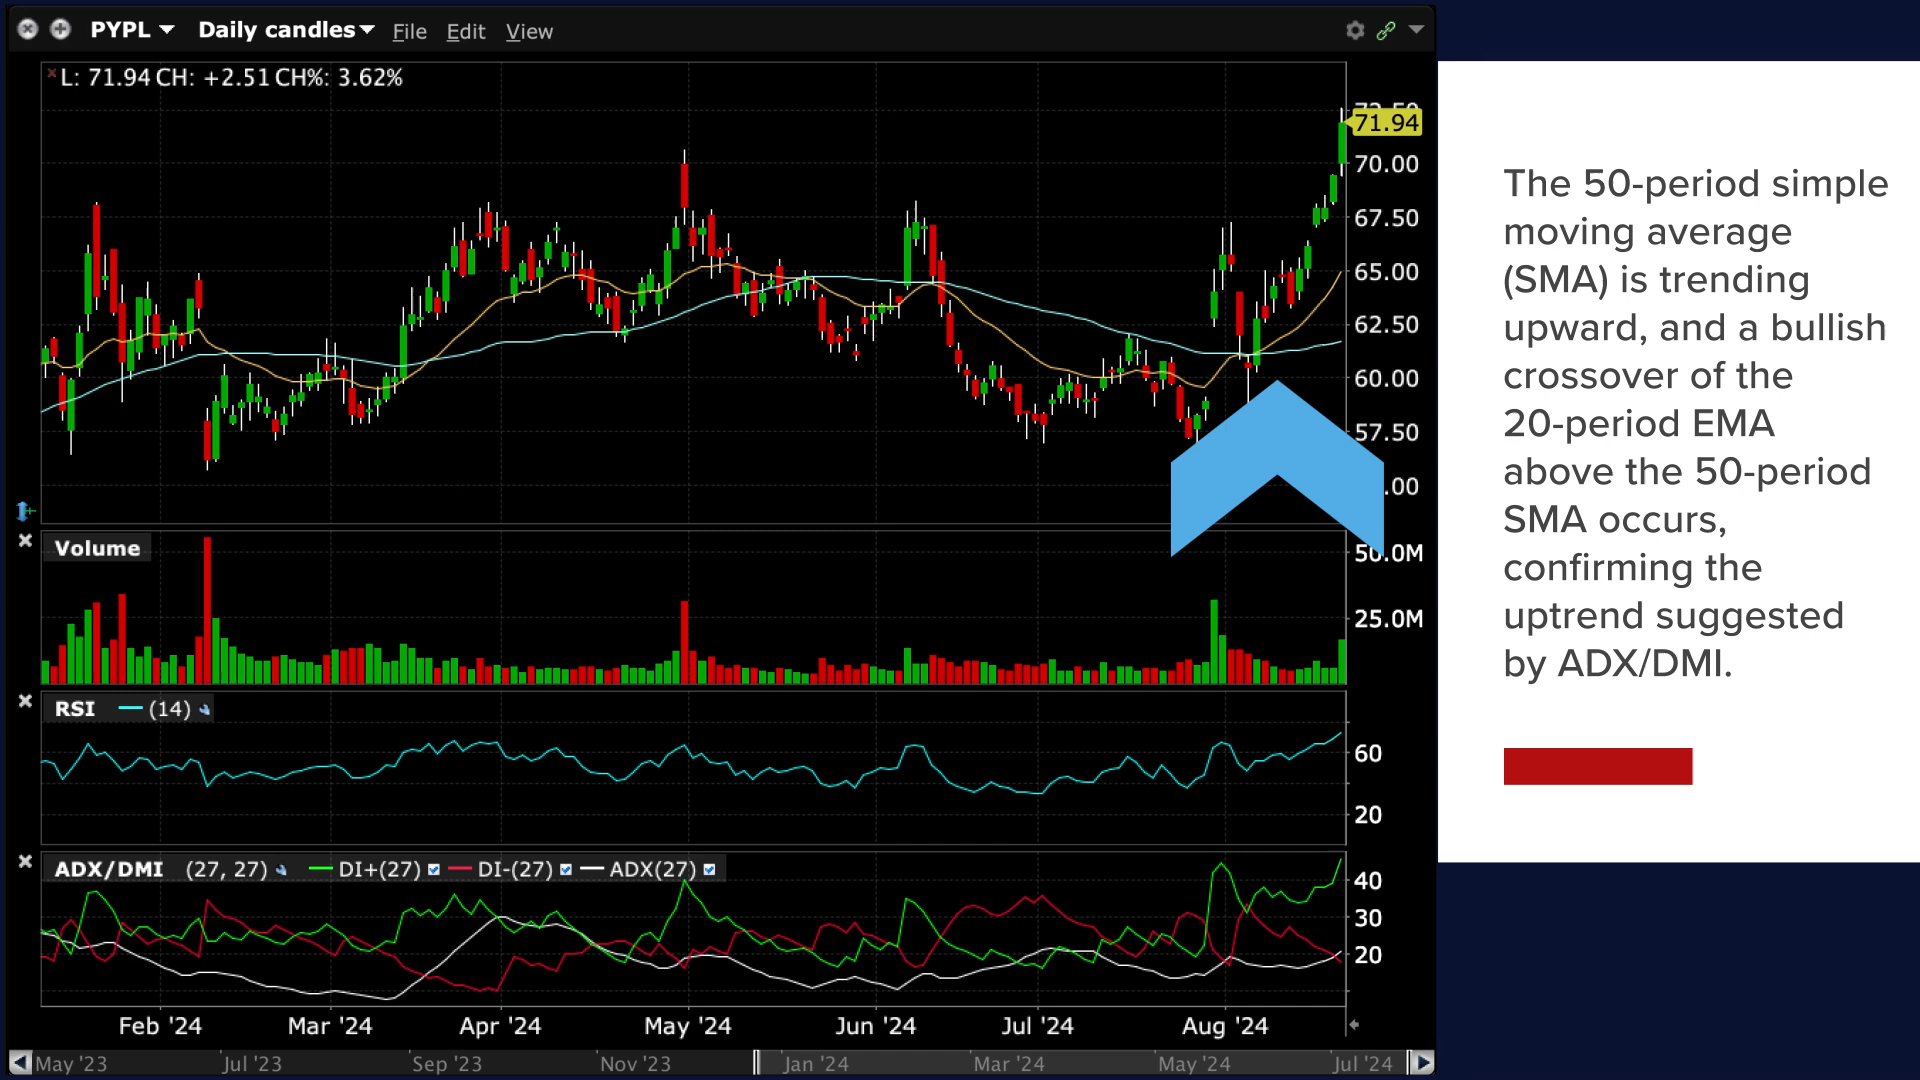 PYPL Daily candles File Edit View
L: 71.94 CH: +2.51 CH%: 3.62%
71.94
70.00
67.50
65.00
62.50
60.00
57.50
.00
Volume
50.0M
25.0M
RSI (14)
60
20
ADX/DMI (27, 27) DI+(27) DI-(27) ADX(27)
40
30
20
Feb '24 Mar '24 Apr '24 May '24 Jun '24 Jul '24 Aug '24
May '23 Jul '23 Sep '23 Nov '23 Jan '24 Mar '24 May '24 Jul '24
The 50-period simple
moving average
(SMA) is trending
upward, and a bullish
crossover of the
20-period EMA
above the 50-period
SMA occurs,
confirming the
uptrend suggested
by ADX/DMI.